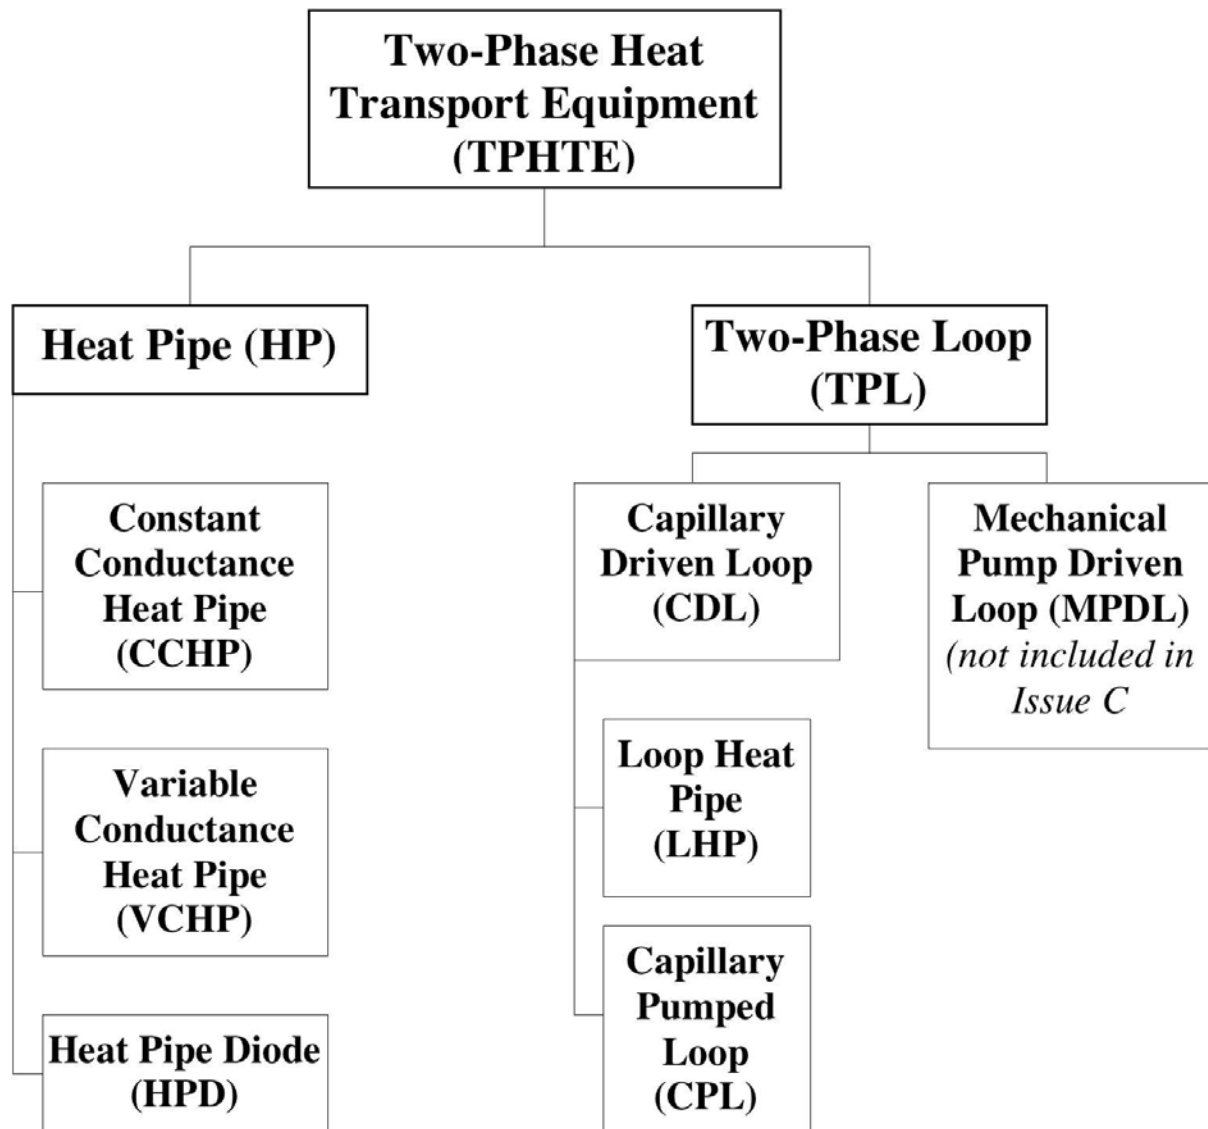 Two-Phase Heat
Transport Equipment
(TPHTE)
Heat Pipe (HP)
Two-Phase Loop
(TPL)
Constant
Conductance
Heat Pipe
(CCHP)
Variable
Conductance
Heat Pipe
(VCHP)
Heat Pipe Diode
(HPD)
Capillary
Driven Loop
(CDL)
Loop Heat
Pipe
(LHP)
Capillary
Pumped
Loop
(CPL)
Mechanical
Pump Driven
Loop (MPDL)
(not included in
Issue C